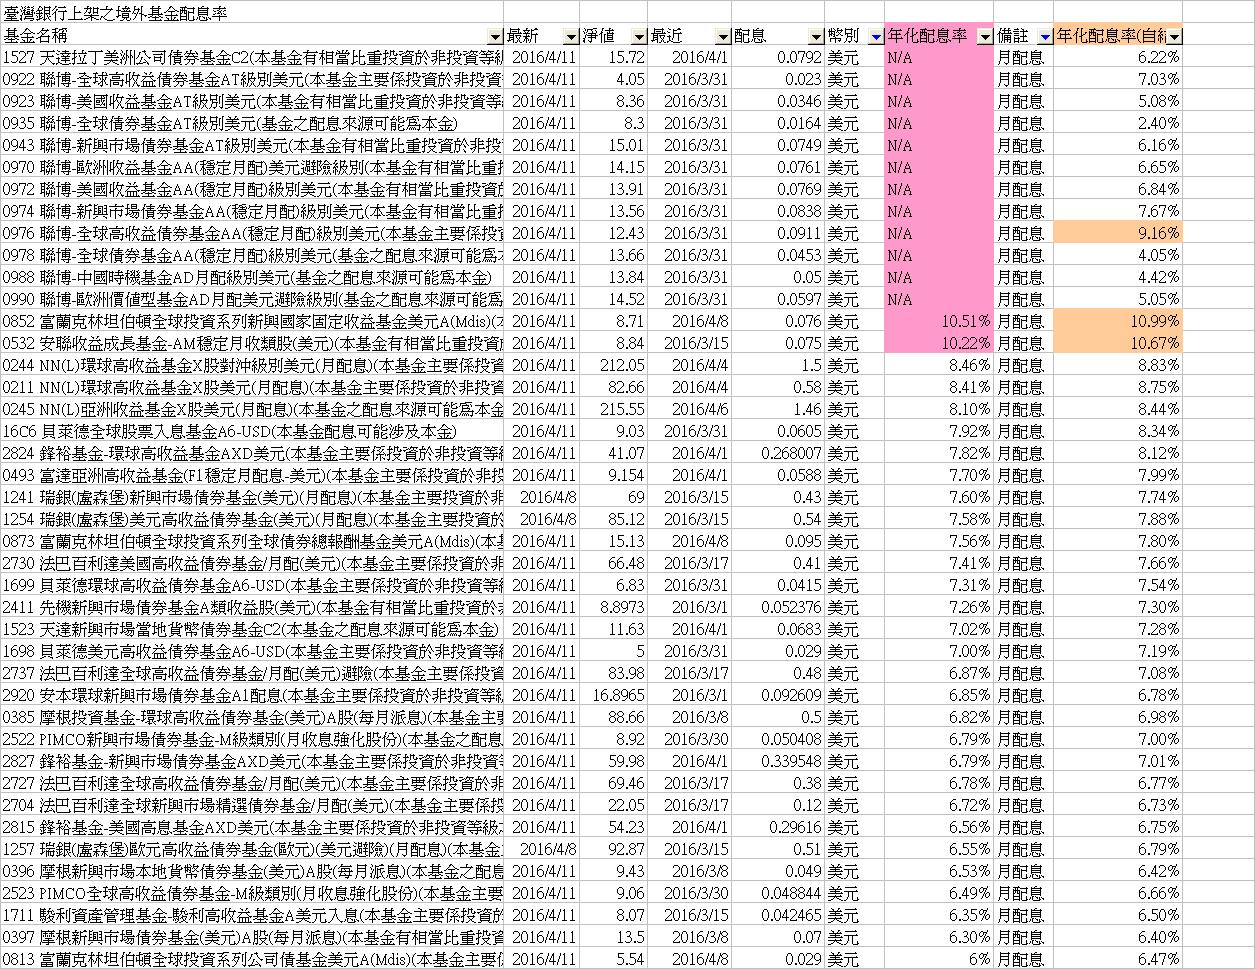 臺灣銀行上架之境外基金配息率
基金名稱 最新 淨值 最近 配息 幣別 年化配息率 備註 年化配息率(自
1527 天達拉丁美洲公司債券基金C2(本基金有相當比重投資於非投資等級 2016/4/11 15.72 2016/4/1 0.0792 美元 N/A 月配息 6.22%
0922 聯博-全球高收益債券基金AT級別美元(本基金主要係投資於非投資 2016/4/11 4.05 2016/3/31 0.023 美元 N/A 月配息 7.03%
0923 聯博-美國收益基金AT級別美元(本基金有相當比重投資於非投資等 2016/4/11 8.36 2016/3/31 0.0346 美元 N/A 月配息 5.08%
0935 聯博-全球債券基金AT級別美元(基金之配息來源可能為本金) 2016/4/11 8.3 2016/3/31 0.0164 美元 N/A 月配息 2.40%
0943 聯博-新興市場債券基金AT級別美元(本基金有相當比重投資於非投 2016/4/11 15.01 2016/3/31 0.0749 美元 N/A 月配息 6.16%
0970 聯博-歐洲收益基金AA(穩定月配)美元避險級別(本基金有相當比重投 2016/4/11 14.15 2016/3/31 0.0761 美元 N/A 月配息 6.65%
0972 聯博-美國收益基金AA(穩定月配)級別美元(本基金有相當比重投資於 2016/4/11 13.91 2016/3/31 0.0769 美元 N/A 月配息 6.84%
0974 聯博-新興市場債券基金AA(穩定月配)級別美元(本基金有相當比重投 2016/4/11 13.56 2016/3/31 0.0838 美元 N/A 月配息 7.67%
0976 聯博-全球高收益債券基金AA(穩定月配)級別美元(本基金主要係投資 2016/4/11 12.43 2016/3/31 0.0911 美元 N/A 月配息 9.16%
0978 聯博-全球債券基金AA(穩定月配)級別美元(基金之配息來源可能為本 2016/4/11 13.66 2016/3/31 0.0453 美元 N/A 月配息 4.05%
0988 聯博-中國時機基金AD月配級別美元(基金之配息來源可能為本金) 2016/4/11 13.84 2016/3/31 0.05 美元 N/A 月配息 4.42%
0990 聯博-歐洲價值型基金AD月配美元避險級別(基金之配息來源可能為 2016/4/11 14.52 2016/3/31 0.0597 美元 N/A 月配息 5.05%
0852 富蘭克林坦伯頓全球投資系列新興國家固定收益基金美元A(Mdis)(本 2016/4/11 8.71 2016/4/8 0.076 美元 10.51% 月配息 10.99%
0532 安聯收益成長基金-AM穩定月收類股(美元)(本基金有相當比重投資於 2016/4/11 8.84 2016/3/15 0.075 美元 10.22% 月配息 10.67%
0244 NN(L)環球高收益基金X股對沖級別美元(月配息)(本基金主要係投資 2016/4/11 212.05 2016/4/4 1.5 美元 8.46% 月配息 8.83%
0211 NN(L)環球高收益基金X股美元(月配息)(本基金主要係投資於非投資 2016/4/11 82.66 2016/4/4 0.58 美元 8.41% 月配息 8.75%
0245 NN(L)亞洲收益基金X股美元(月配息)(本基金之配息來源可能為本金 2016/4/11 215.55 2016/4/6 1.46 美元 8.10% 月配息 8.44%
16C6 貝萊德全球股票入息基金A6-USD(本基金配息可能涉及本金) 2016/4/11 9.03 2016/3/31 0.0605 美元 7.92% 月配息 8.34%
2824 鋒裕基金-環球高收益基金AXD美元(本基金主要係投資於非投資等級 2016/4/11 41.07 2016/4/1 0.268007 美元 7.82% 月配息 8.12%
0493 富達亞洲高收益基金(F1穩定月配息-美元)(本基金主要係投資於非投 2016/4/11 9.154 2016/4/1 0.0588 美元 7.70% 月配息 7.99%
1241 瑞銀(盧森堡)新興市場債券基金(美元)(月配息)(本基金主要投資於非 2016/4/8 69 2016/3/15 0.43 美元 7.60% 月配息 7.74%
1254 瑞銀(盧森堡)美元高收益債券基金(美元)(月配息)(本基金主要投資於 2016/4/8 85.12 2016/3/15 0.54 美元 7.58% 月配息 7.88%
0873 富蘭克林坦伯頓全球投資系列全球債券總報酬基金美元A(Mdis)(本基 2016/4/11 15.13 2016/4/8 0.095 美元 7.56% 月配息 7.80%
2730 法巴百利達美國高收益債券基金/月配(美元)(本基金主要係投資於非 2016/4/11 66.48 2016/3/17 0.41 美元 7.41% 月配息 7.66%
1699 貝萊德環球高收益債券基金A6-USD(本基金主要係投資於非投資等級 2016/4/11 6.83 2016/3/31 0.0415 美元 7.31% 月配息 7.54%
2411 先機新興市場債券基金A類收益股(美元)(本基金有相當比重投資於非 2016/4/11 8.8973 2016/3/1 0.052376 美元 7.26% 月配息 7.30%
1523 天達新興市場當地貨幣債券基金C2(本基金之配息來源可能為本金) 2016/4/11 11.63 2016/4/1 0.0683 美元 7.02% 月配息 7.28%
1698 貝萊德美元高收益債券基金A6-USD(本基金主要係投資於非投資等級 2016/4/11 5 2016/3/31 0.029 美元 7.00% 月配息 7.19%
2737 法巴百利達全球高收益債券基金/月配(美元)避險(本基金主要係投資 2016/4/11 83.98 2016/3/17 0.48 美元 6.87% 月配息 7.08%
2920 安本環球新興市場債券基金A1配息(本基金主要係投資於非投資等級 2016/4/11 16.8965 2016/3/1 0.092609 美元 6.85% 月配息 6.78%
0385 摩根投資基金-環球高收益債券基金(美元)A股(每月派息)(本基金主要 2016/4/11 88.66 2016/3/8 0.5 美元 6.82% 月配息 6.98%
2522 PIMCO新興市場債券基金-M級類別(月收息強化股份)(本基金之配息 2016/4/11 8.92 2016/3/30 0.050408 美元 6.79% 月配息 7.00%
2827 鋒裕基金-新興市場債券基金AXD美元(本基金主要係投資於非投資等 2016/4/11 59.98 2016/4/1 0.339548 美元 6.79% 月配息 7.01%
2727 法巴百利達全球高收益債券基金/月配(美元)(本基金主要係投資於非 2016/4/11 69.46 2016/3/17 0.38 美元 6.78% 月配息 6.77%
2704 法巴百利達全球新興市場精選債券基金/月配(美元)(本基金主要係投 2016/4/11 22.05 2016/3/17 0.12 美元 6.72% 月配息 6.73%
2815 鋒裕基金-美國高息基金AXD美元(本基金主要係投資於非投資等級 2016/4/11 54.23 2016/4/1 0.29616 美元 6.56% 月配息 6.75%
1257 瑞銀(盧森堡)歐元高收益債券基金(歐元)(美元避險)(月配息)(本基金 2016/4/8 92.87 2016/3/15 0.51 美元 6.55% 月配息 6.79%
0396 摩根新興市場本地貨幣債券基金(美元)A股(每月派息)(本基金之配息 2016/4/11 9.43 2016/3/8 0.049 美元 6.53% 月配息 6.42%
2523 PIMCO全球高收益債券基金-M級類別(月收息強化股份)(本基金主要 2016/4/11 9.06 2016/3/30 0.048844 美元 6.49% 月配息 6.66%
1711 駿利資產管理基金-駿利高收益基金A美元入息(本基金主要係投資於 2016/4/11 8.07 2016/3/15 0.042465 美元 6.35% 月配息 6.50%
0397 摩根新興市場債券基金(美元)A股(每月派息)(本基金有相當比重投資 2016/4/11 13.5 2016/3/8 0.07 美元 6.30% 月配息 6.40%
0813 富蘭克林坦伯頓全球投資系列公司債基金美元A(Mdis)(本基金主要係 2016/4/11 5.54 2016/4/8 0.029 美元 6% 月配息 6.47%